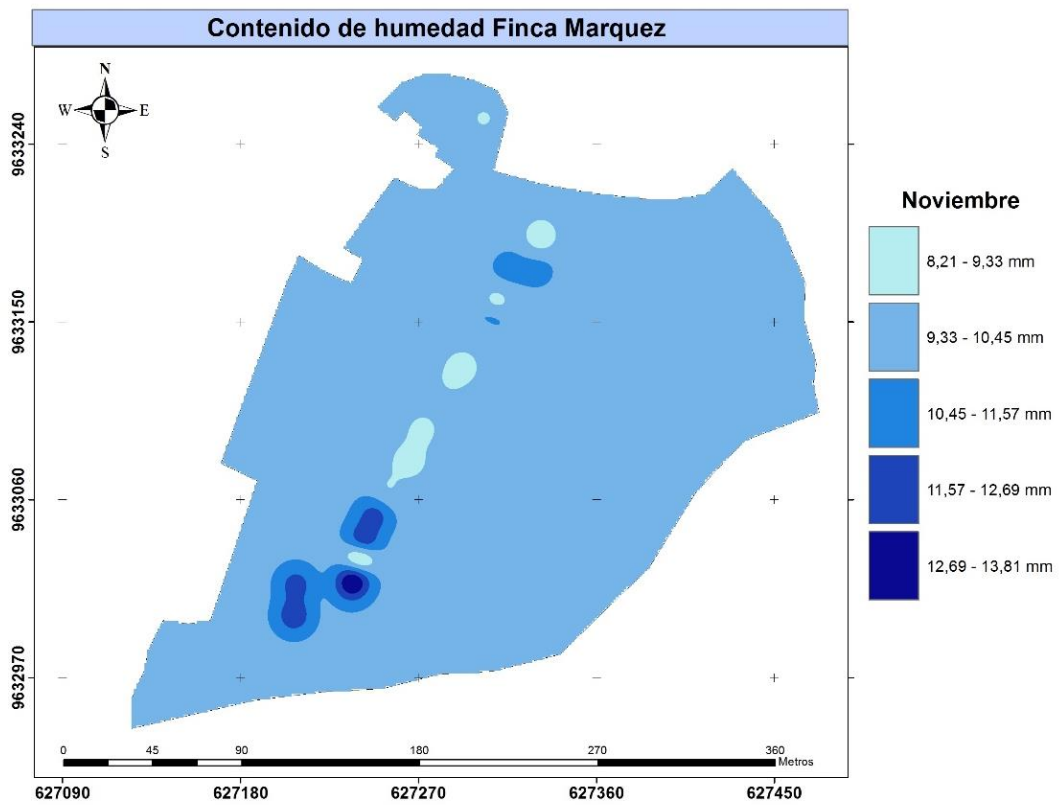 Contenido de humedad Finca Marquez
N
W E
S
9633240
9633150
9633060
9632970
0 45 90 180 270 360
Metros
627090 627180 627270 627360 627450
Noviembre
8,21 - 9,33 mm
9,33 - 10,45 mm
10,45 - 11,57 mm
11,57 - 12,69 mm
12,69 - 13,81 mm